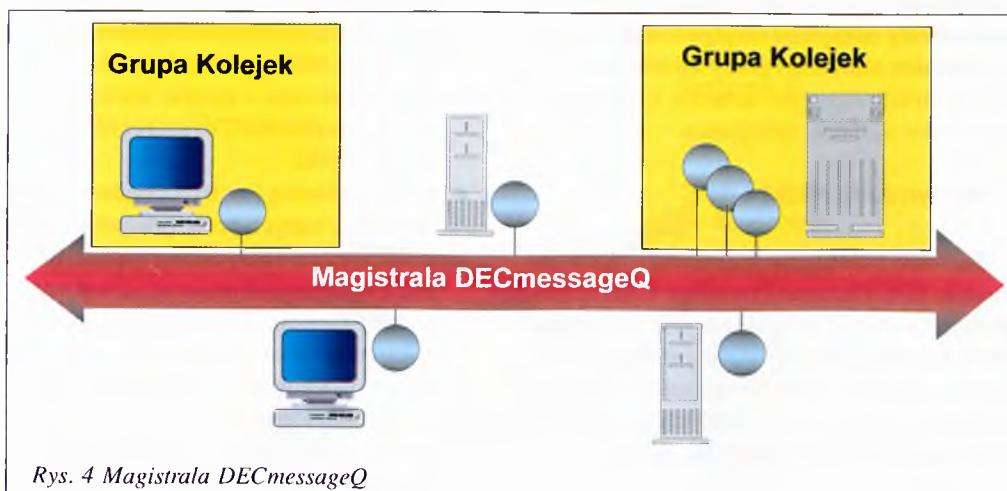 Grupa Kolejek
Grupa Kolejek
Magistrala DECmessageQ
Rys. 4 Magistrala DECmessageQ